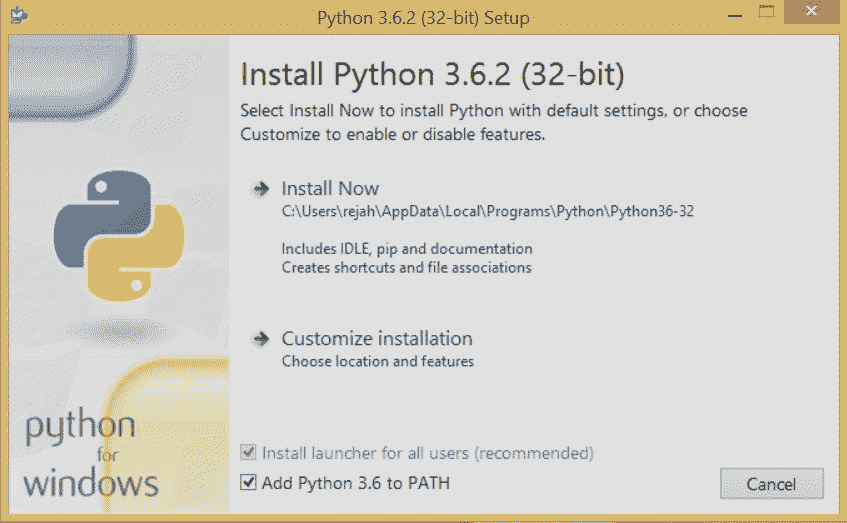 Python 3.6.2 (32-bit) Setup
Install Python 3.6.2 (32-bit)
Select Install Now to install Python with default settings, or choose
Customize to enable or disable features.
Install Now
C:\Users\rejah\AppData\Local\Programs\Python\Python36-32
Includes IDLE, pip and documentation
Creates shortcuts and file associations
Customize installation
Choose location and features
python
for
windows
Install launcher for all users (recommended)
Add Python 3.6 to PATH
Cancel